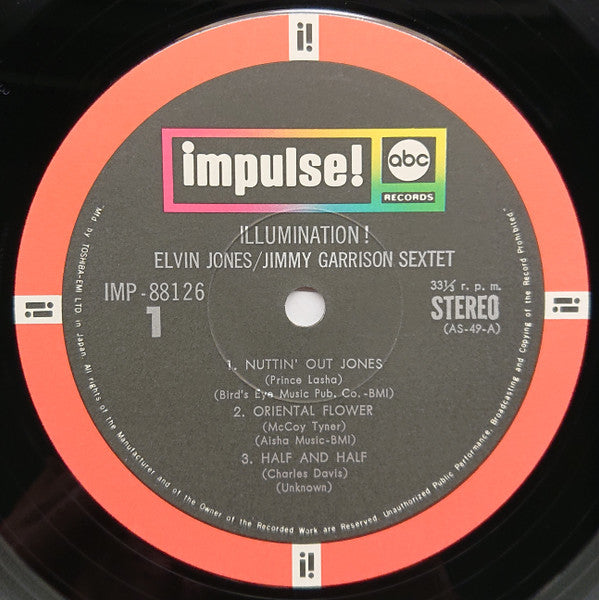 i!
impulse!
abc
RECORDS
ILLUMINATION!
ELVIN JONES/JIMMY GARRISON SEXTET
IMP-88126
33⅓ r. p. m.
1
STEREO
(AS-49-A)
1. NUTTIN' OUT JONES
(Prince Lasha)
(Bird's Eye Music Pub. Co.-BMI)
2. ORIENTAL FLOWER
(McCoy Tyner)
(Aisha Music-BMI)
3. HALF AND HALF
(Charles Davis)
(Unknown)
i!
i!
i!
Mfd by TOSHIBA-EMI LTD. in Japan. All rights of the Manufacturer and of the Owner of the Recorded Work are Reserved. Unauthorized Public Performance, Broadcasting and Copying of the Record Prohibited.